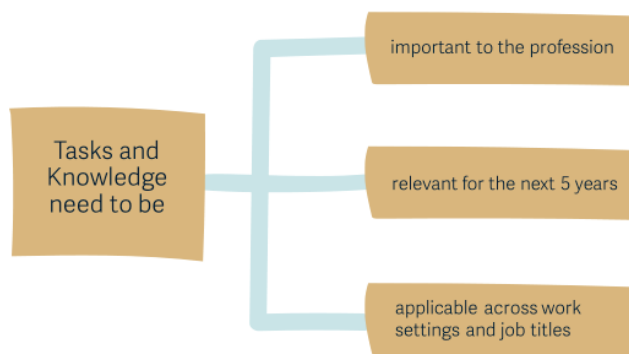 Tasks and
Knowledge
need to be
important to the profession
relevant for the next 5 years
applicable across work
settings and job titles